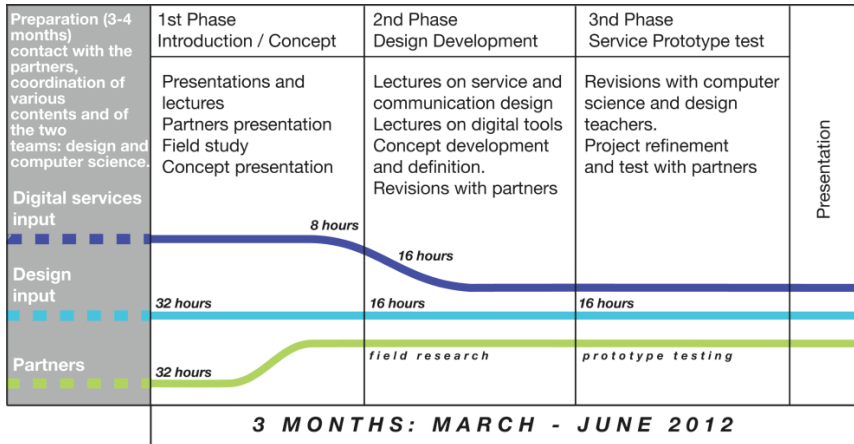 Preparation (3-4
months)
contact with the
partners,
coordination of
various
contents and of
the two
teams: design and
computer science.
1st Phase
Introduction / Concept
2nd Phase
Design Development
3nd Phase
Service Prototype test
Presentations and
lectures
Partners presentation
Field study
Concept presentation
Lectures on service and
communication design
Lectures on digital tools
Concept development
and definition.
Revisions with partners
Revisions with computer
science and design
teachers.
Project refinement
and test with partners
Presentation
Digital services
input
8 hours
16 hours
Design
input
32 hours
16 hours
16 hours
Partners
32 hours
field research
prototype testing
3 MONTHS: MARCH - JUNE 2012